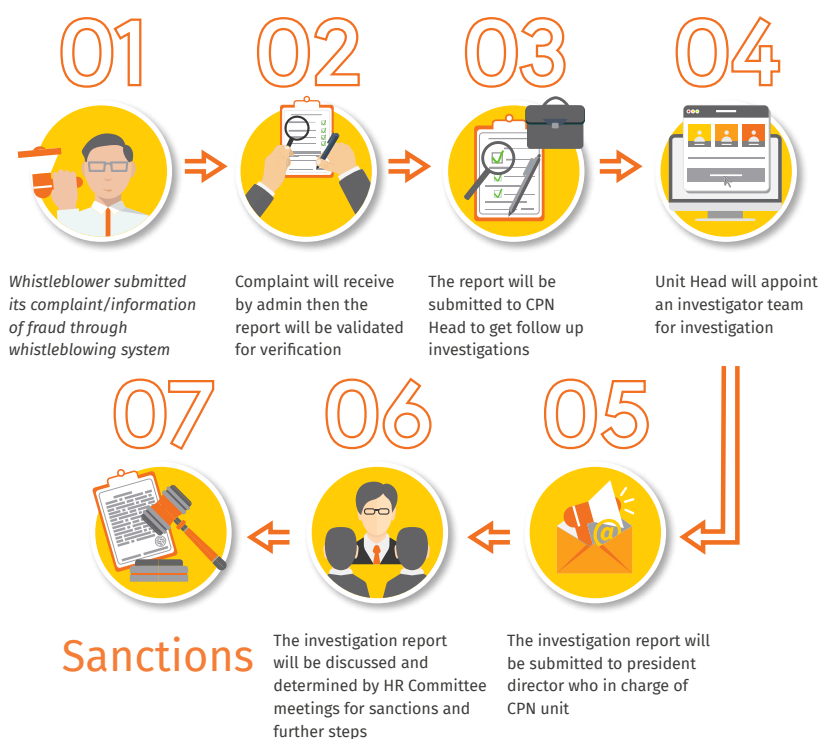 01
02
03
04
Whistleblower submitted
its complaint/information
of fraud through
whistleblowing system
Complaint will receive
by admin then the
report will be validated
for verification
The report will be
submitted to CPN
Head to get follow up
investigations
Unit Head will appoint
an investigator team
for investigation
07
06
05
@
Sanctions
The investigation report
will be discussed and
determined by HR Committee
meetings for sanctions and
further steps
The investigation report will
be submitted to president
director who in charge of
CPN unit